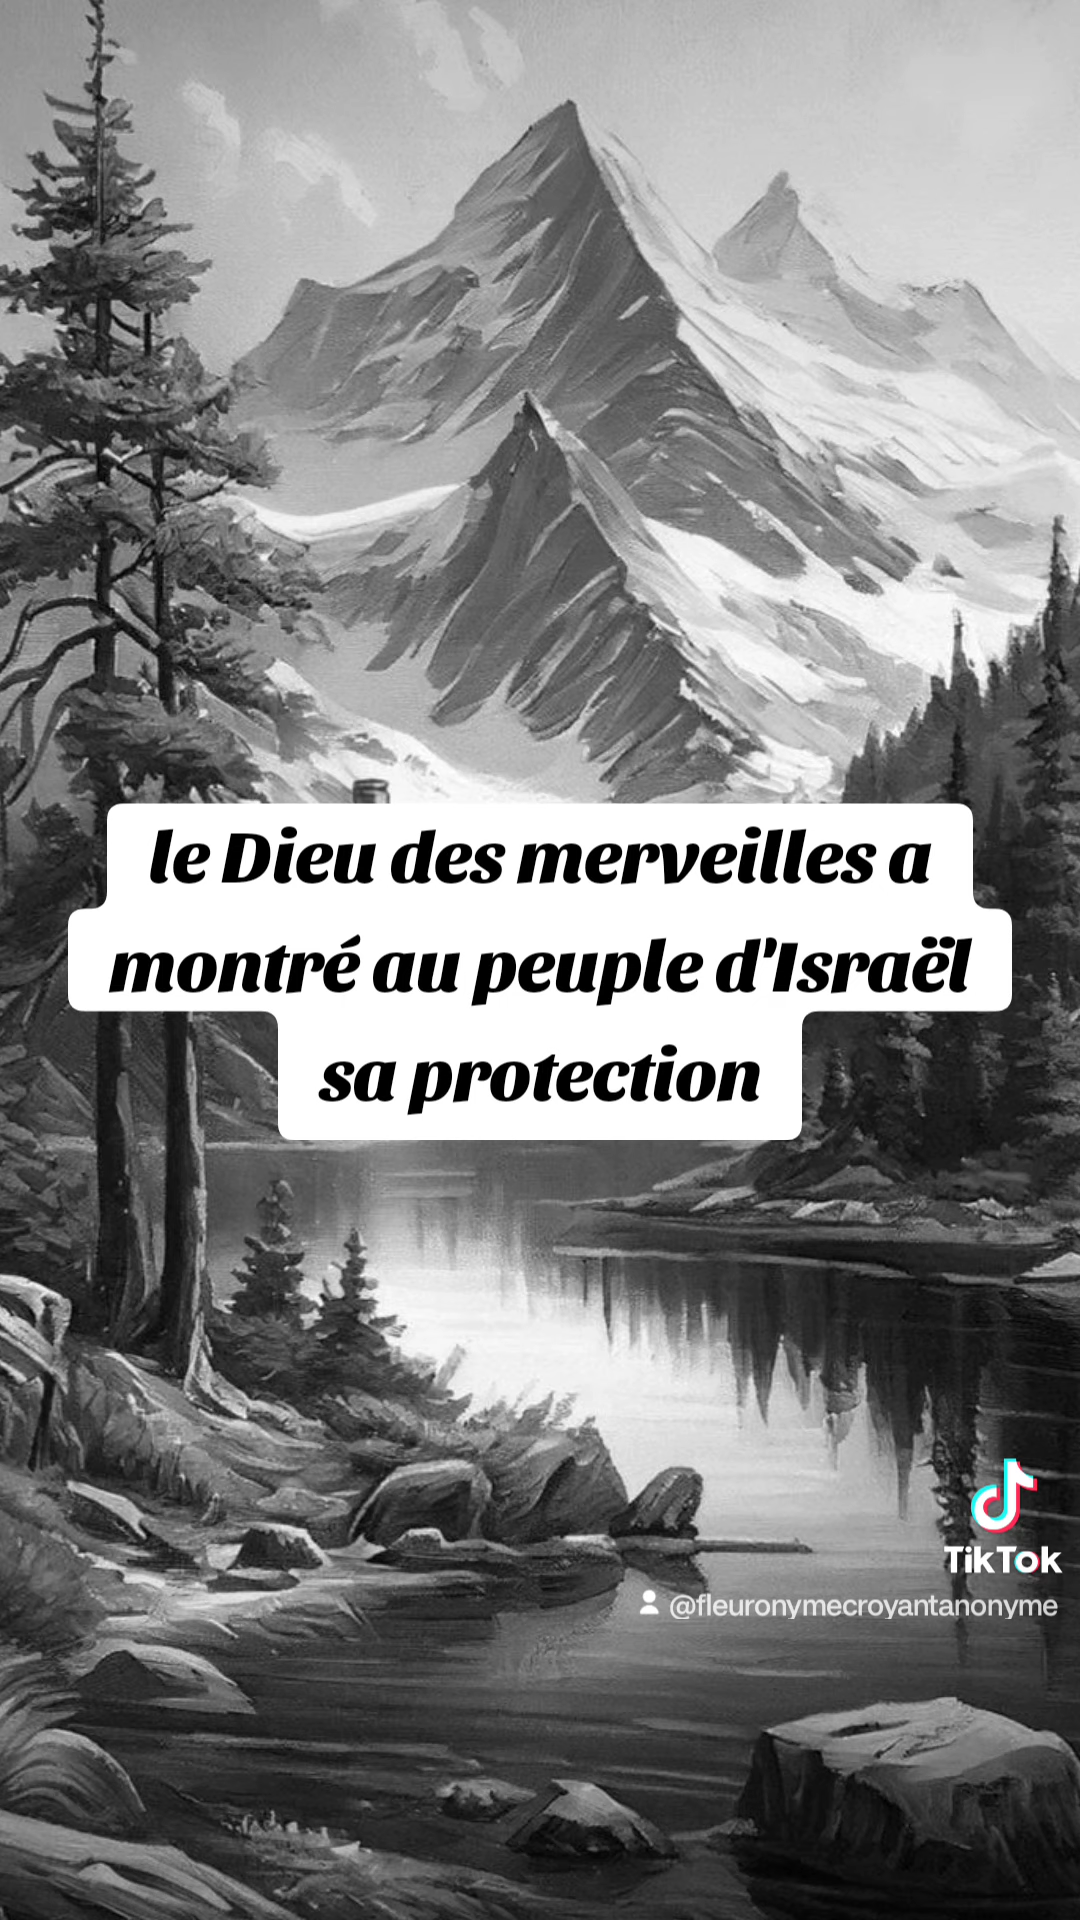 le Dieu des merveilles a
montré au peuple d'Israël
sa protection
TikTok
@fleuronymecroyantanonyme